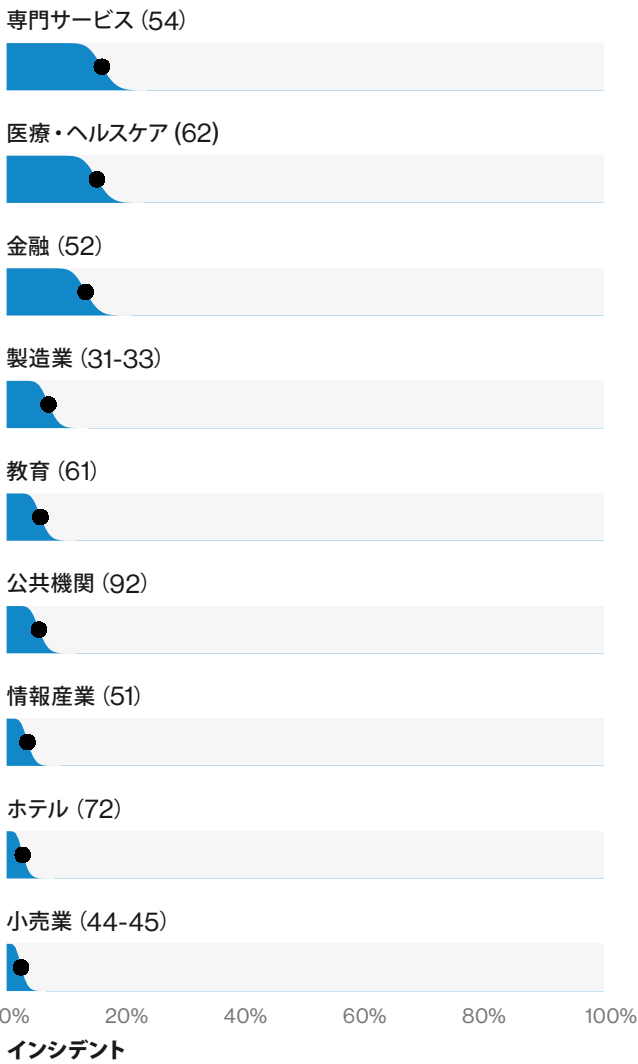 専門サービス (54)
医療・ヘルスケア (62)
金融 (52)
製造業 (31-33)
教育 (61)
公共機関 (92)
情報産業 (51)
ホテル (72)
小売業 (44-45)
0% 20% 40% 60% 80% 100%
インシデント